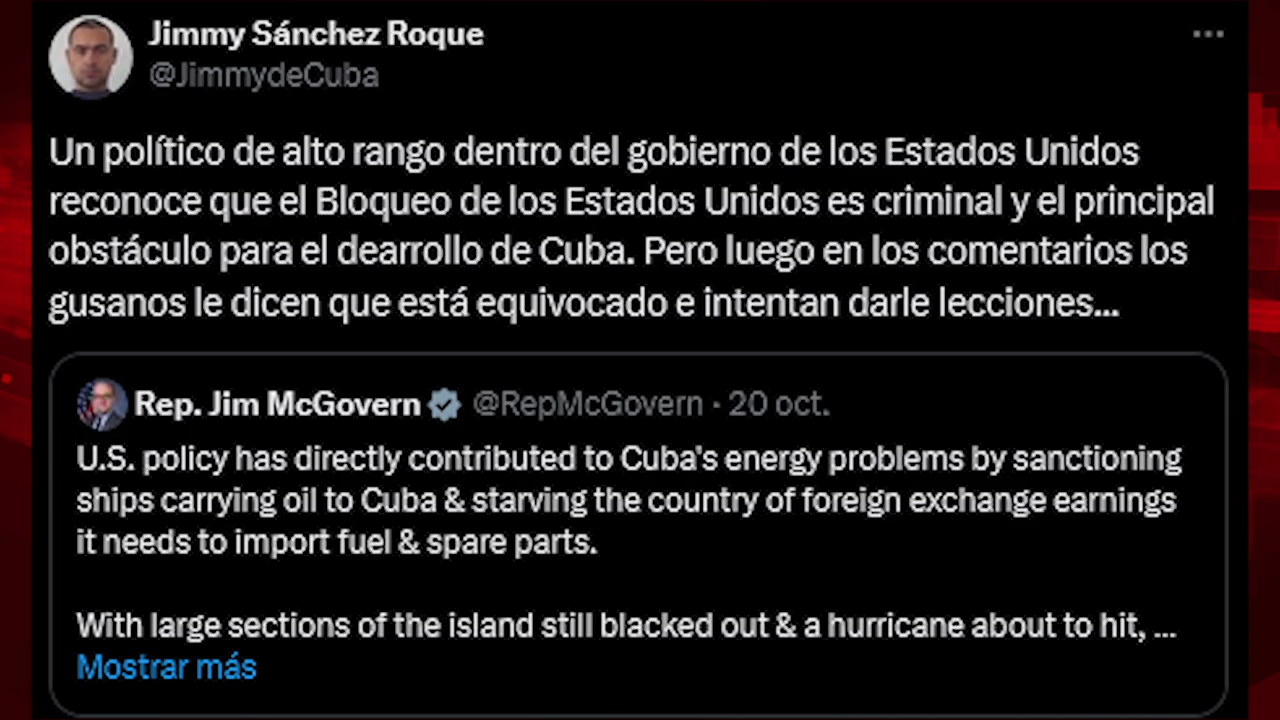 Jimmy Sánchez Roque
@JimmydeCuba
Un político de alto rango dentro del gobierno de los Estados Unidos
reconoce que el Bloqueo de los Estados Unidos es criminal y el principal
obstáculo para el dearrollo de Cuba. Pero luego en los comentarios los
gusanos le dicen que está equivocado e intentan darle lecciones...
Rep. Jim McGovern @RepMcGovern · 20 oct.
U.S. policy has directly contributed to Cuba's energy problems by sanctioning
ships carrying oil to Cuba & starving the country of foreign exchange earnings
it needs to import fuel & spare parts.
With large sections of the island still blacked out & a hurricane about to hit, ...
Mostrar más